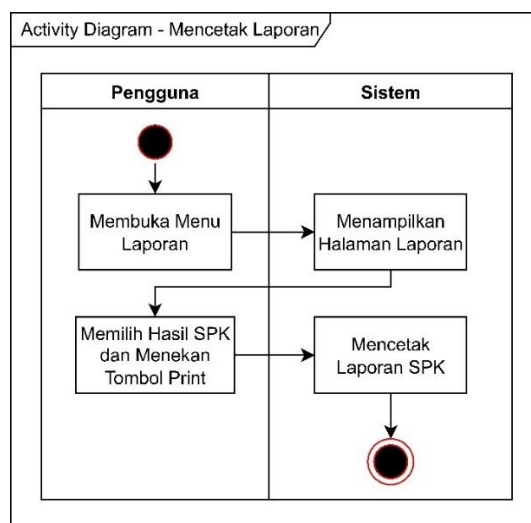 Activity Diagram - Mencetak Laporan
Pengguna
Sistem
Membuka Menu
Laporan
Menampilkan
Halaman Laporan
Memilih Hasil SPK
dan Menekan
Tombol Print
Mencetak
Laporan SPK